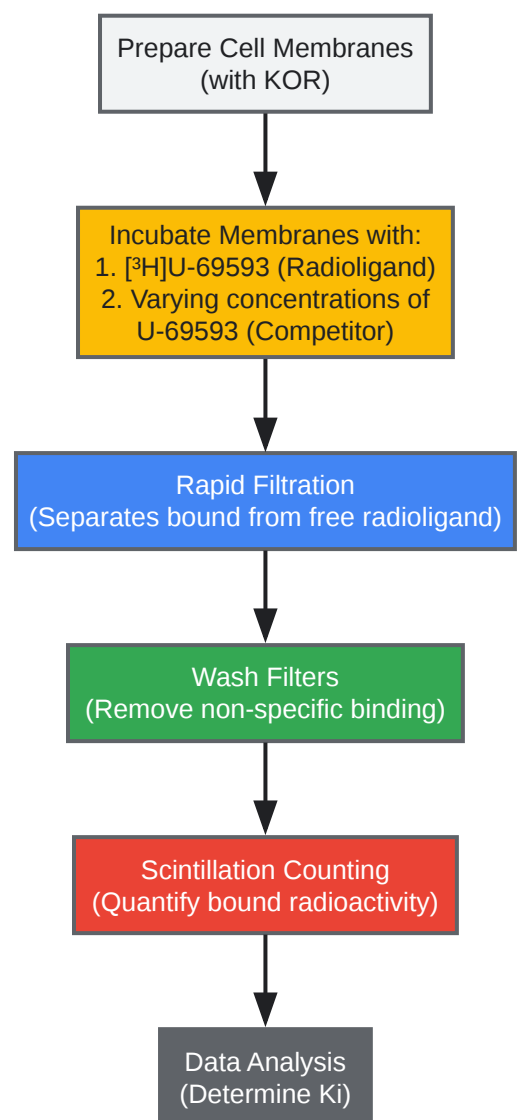 Prepare Cell Membranes
(with KOR)
Incubate Membranes with:
1. [³H]U-69593 (Radioligand)
2. Varying concentrations of
U-69593 (Competitor)
Rapid Filtration
(Separates bound from free radioligand)
Wash Filters
(Remove non-specific binding)
Scintillation Counting
(Quantify bound radioactivity)
Data Analysis
(Determine Ki)